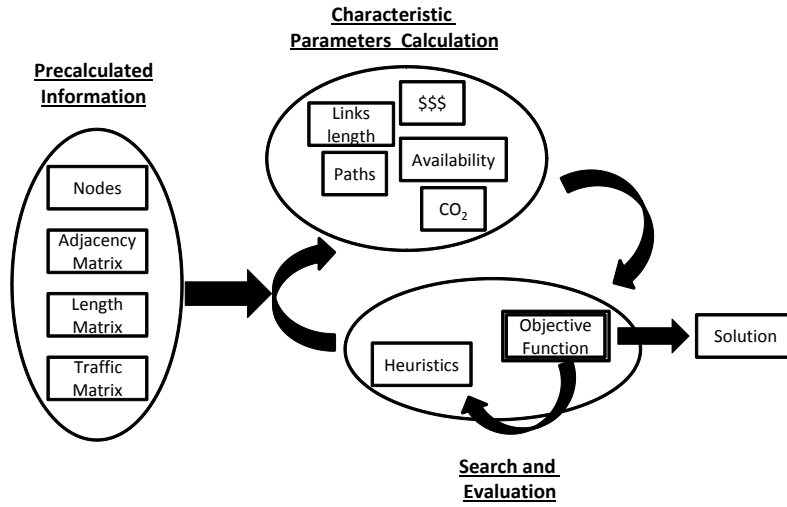 Characteristic
Parameters Calculation
Precalculated
Information
$$$
Links
length
Availability
Paths
CO₂
Nodes
Adjacency
Matrix
Length
Matrix
Traffic
Matrix
Objective
Function
Solution
Heuristics
Search and
Evaluation